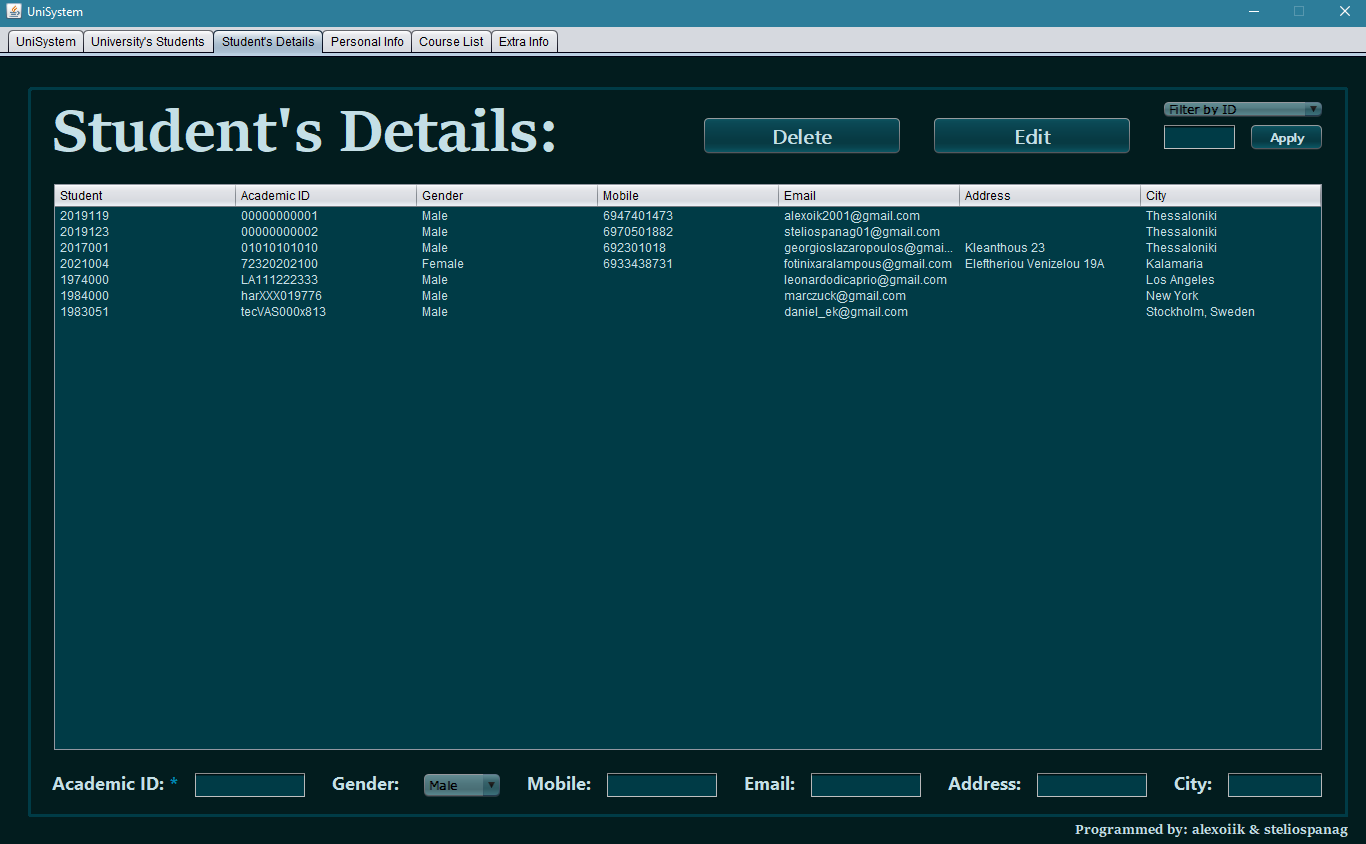 UniSystem
UniSystem University's Students Student's Details Personal Info Course List Extra Info
Student's Details:
Delete Edit
Filter by ID
Apply
Student Academic ID Gender Mobile Email Address City
2019119 00000000001 Male 6947401473 alexoik2001@gmail.com Thessaloniki
2019123 00000000002 Male 6970501882 steliospanag01@gmail.com Thessaloniki
2017001 01010101010 Male 692301018 georgioslazaropoulos@gmai... Kleanthous 23 Thessaloniki
2021004 72320202100 Female 6933438731 fotinixaralampous@gmail.com Eleftheriou Venizelou 19A Kalamaria
1974000 LA111222333 Male leonardodicaprio@gmail.com Los Angeles
1984000 harXXX019776 Male marczuck@gmail.com New York
1983051 tecVAS000x813 Male daniel_ek@gmail.com Stockholm, Sweden
Academic ID: * Gender: Male Mobile: Email: Address: City:
Programmed by: alexoiik & steliospanag